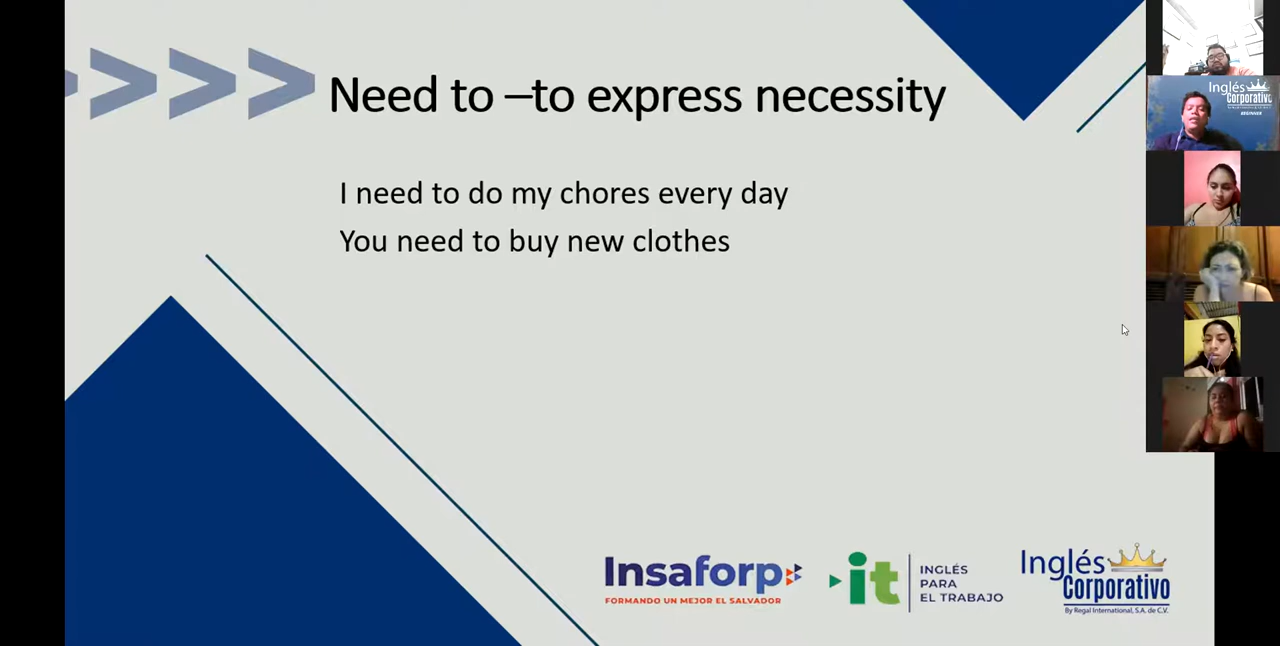 Need to –to express necessity
I need to do my chores every day
You need to buy new clothes
Inglés
Corporativo
BEGINNER
Insaforp
FORMANDO UN MEJOR EL SALVADOR
it
INGLÉS
PARA
EL TRABAJO
Inglés
Corporativo
By Regal International, S.A. de C.V.